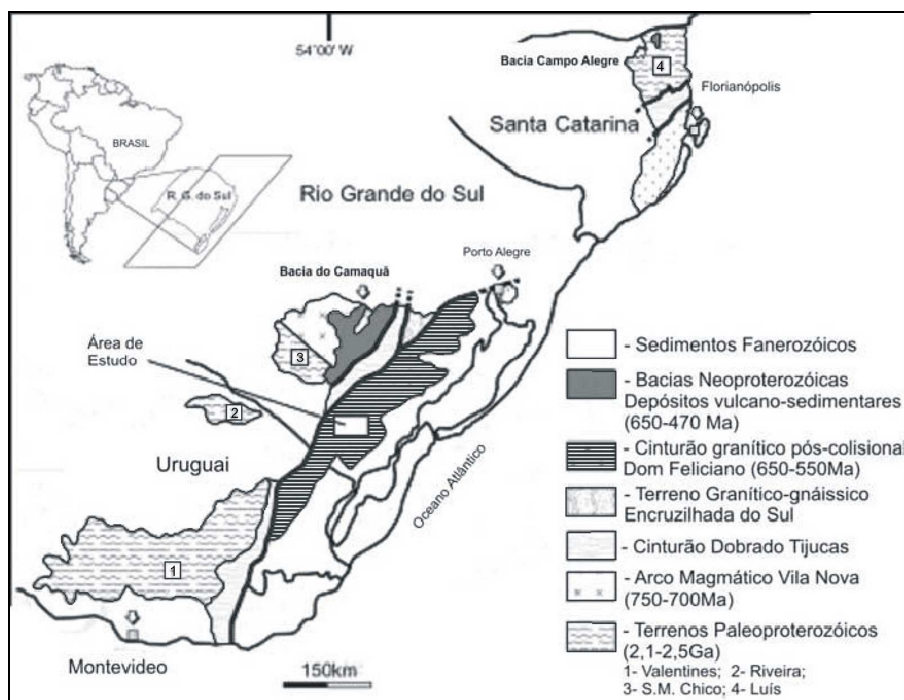 54°00' W
Bacia Campo Alegre
4
Florianópolis
Santa Catarina
BRASIL
R. G. do Sul
Rio Grande do Sul
Porto Alegre
Bacia do Camaquã
Área de
Estudo
3
2
Uruguai
Oceano Atlântico
1
Montevideo
150km
- Sedimentos Fanerozóicos
- Bacias Neoproterozóicas
Depósitos vulcano-sedimentares
(650-470 Ma)
- Cinturão granítico pós-colisional
Dom Feliciano (650-550Ma)
- Terreno Granítico-gnáissico
Encruzilhada do Sul
- Cinturão Dobrado Tijucas
- Arco Magmático Vila Nova
(750-700Ma)
- Terrenos Paleoproterozóicos
(2,1-2,5Ga)
1- Valentines; 2- Riveira;
3- S.M. Chico; 4- Luís